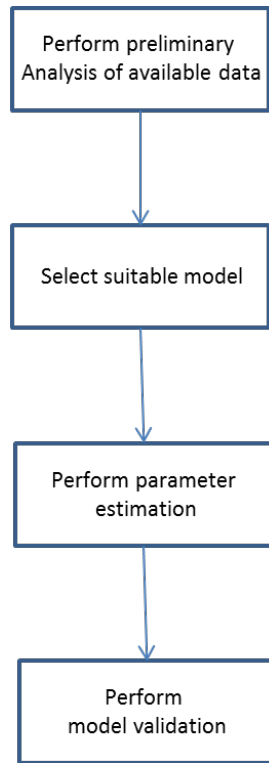 Perform preliminary
Analysis of available data
Select suitable model
Perform parameter
estimation
Perform
model validation